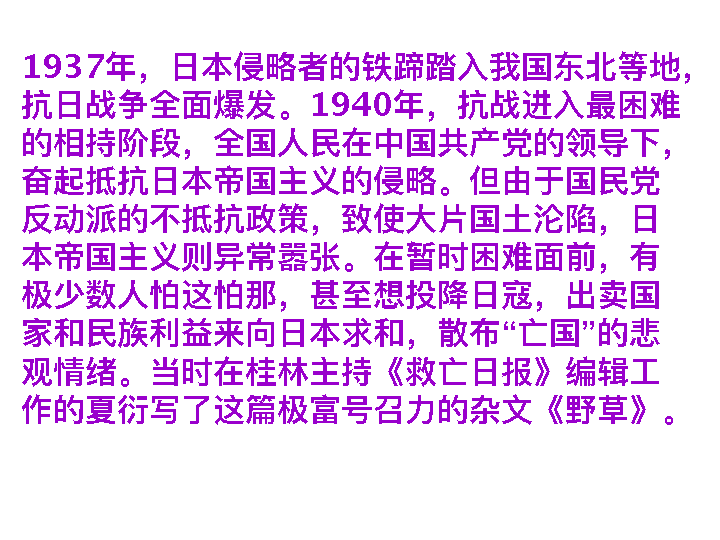 1937年，日本侵略者的铁蹄踏入我国东北等地，
抗日战争全面爆发。1940年，抗战进入最困难
的相持阶段，全国人民在中国共产党的领导下，
奋起抵抗日本帝国主义的侵略。但由于国民党
反动派的不抵抗政策，致使大片国土沦陷，日
本帝国主义则异常嚣张。在暂时困难面前，有
极少数人怕这怕那，甚至想投降日寇，出卖国
家和民族利益来向日本求和，散布“亡国”的悲
观情绪。当时在桂林主持《救亡日报》编辑工
作的夏衍写了这篇极富号召力的杂文《野草》。